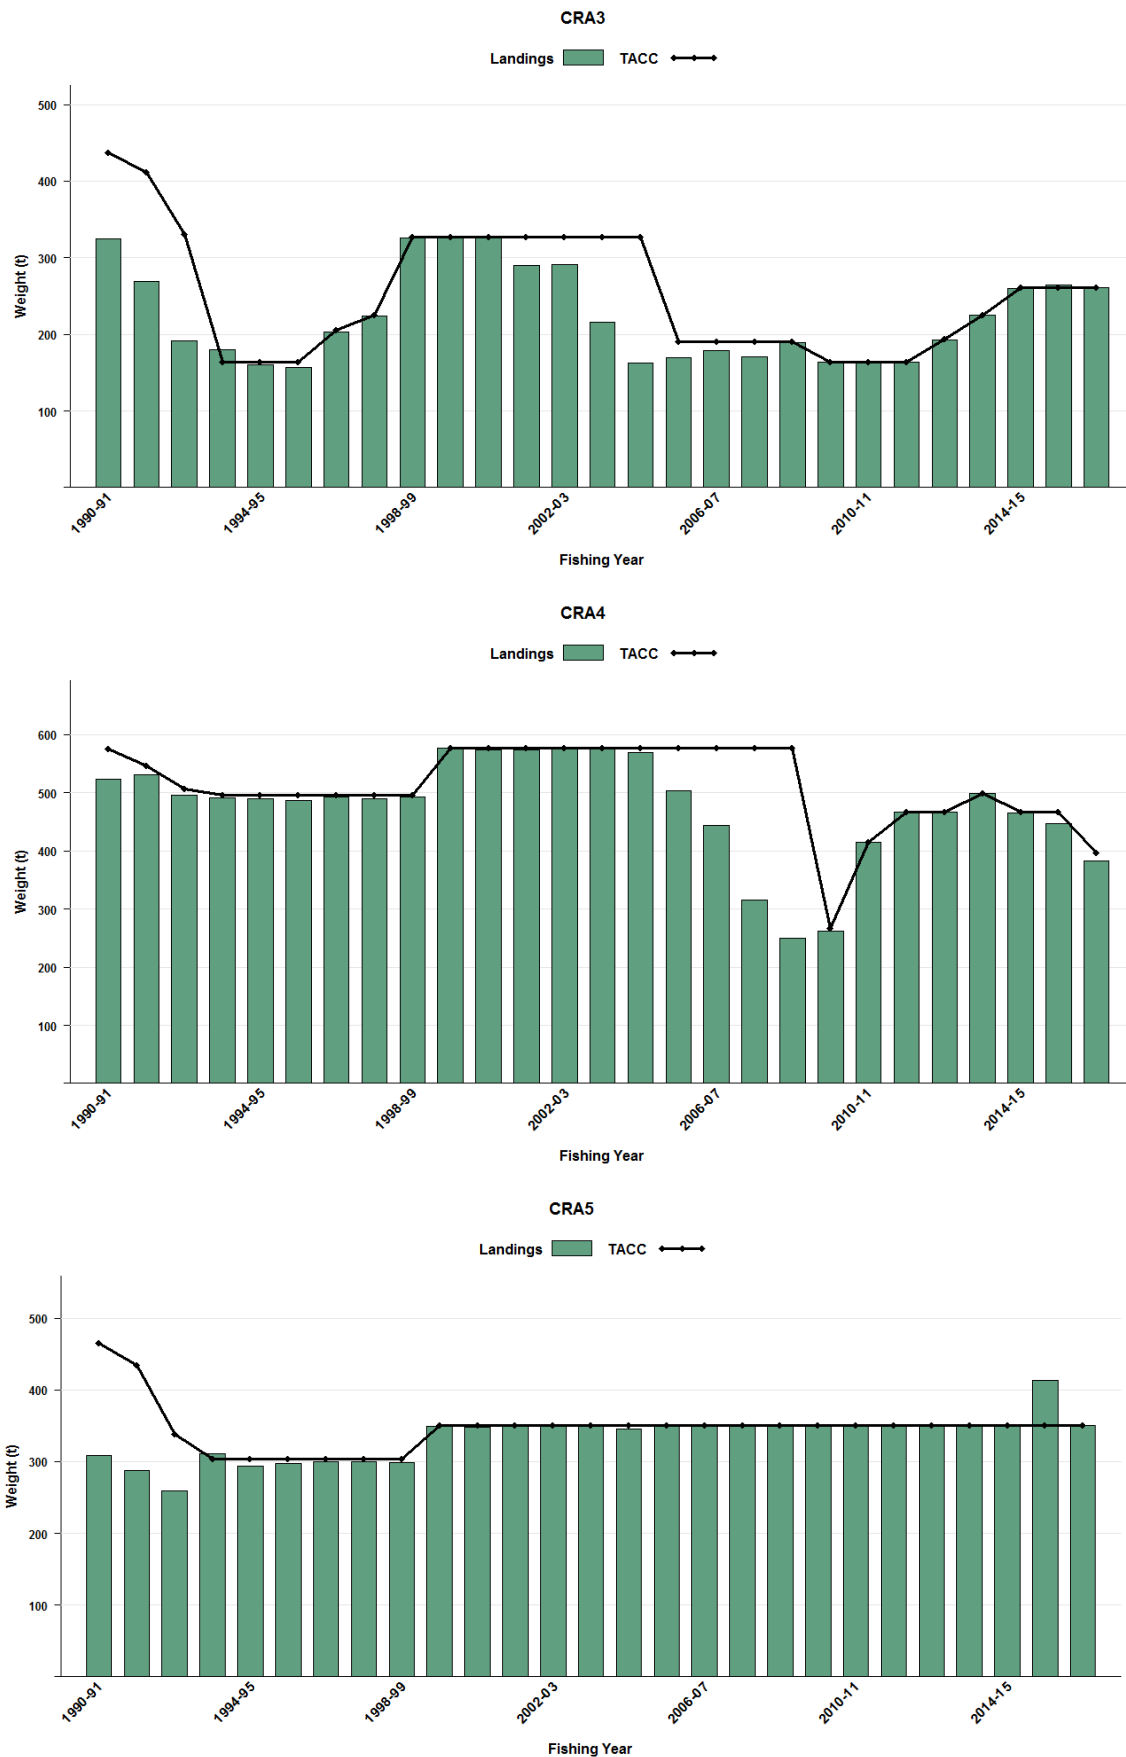 CRA3
Landings TACC
500
400
300
200
100
Weight (t)
1990-91 1994-95 1998-99 2002-03 2006-07 2010-11 2014-15
Fishing Year
CRA4
Landings TACC
600
500
400
300
200
100
Weight (t)
1990-91 1994-95 1998-99 2002-03 2006-07 2010-11 2014-15
Fishing Year
CRA5
Landings TACC
500
400
300
200
100
Weight (t)
1990-91 1994-95 1998-99 2002-03 2006-07 2010-11 2014-15
Fishing Year